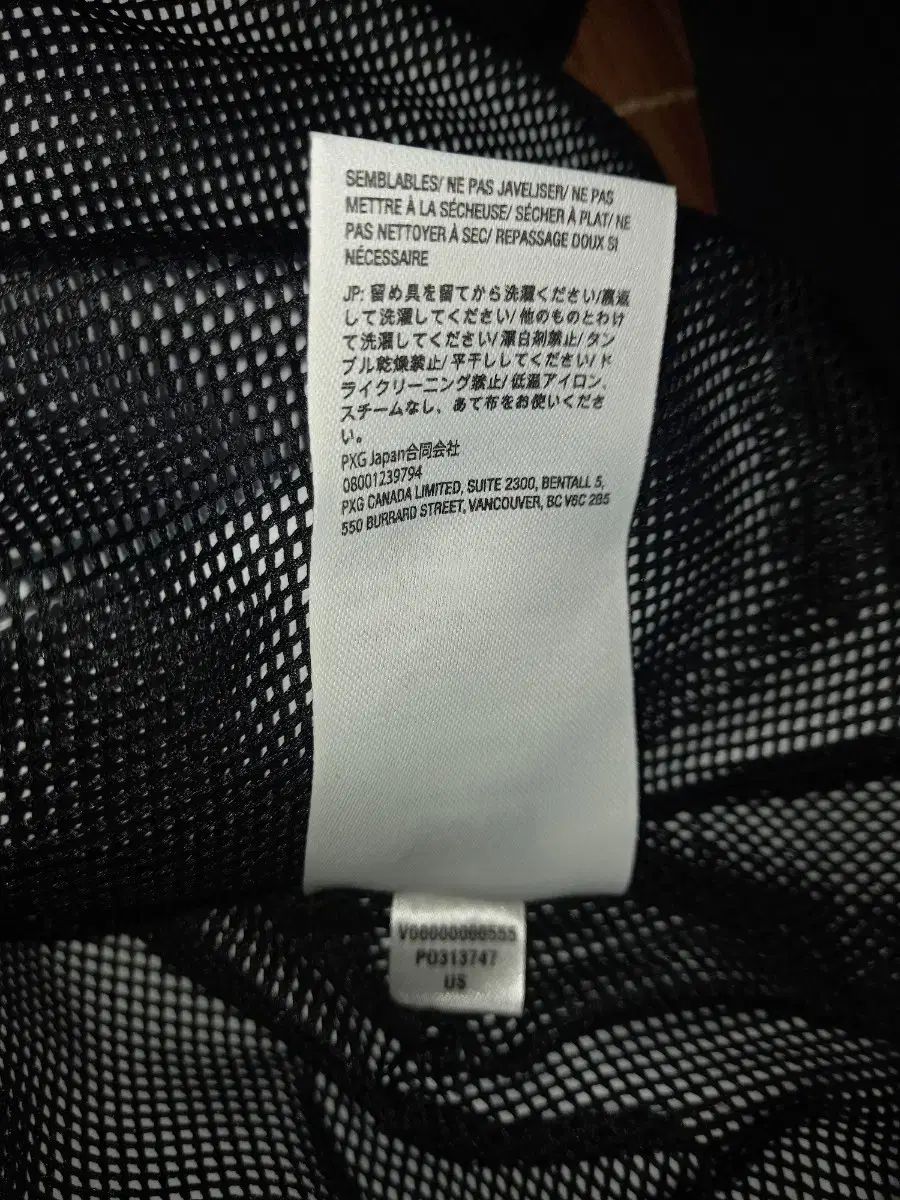 SEMBLABLES/ NE PAS JAVELISER/ NE PAS
METTRE À LA SÉCHEUSE/ SÉCHER À PLAT/ NE
PAS NETTOYER À SEC/ REPASSAGE DOUX SI
NÉCESSAIRE
JP: 留め具を留てから洗濯ください/裏返
して洗濯してください/他のものとわけ
て洗濯してください/漂白剤禁止/タン
ブル乾燥禁止/平干ししてください/ド
ライクリーニング禁止/低温アイロン、
スチームなし、あて布をお使いくださ
い。
PXG Japan合同会社
08001239794
PXG CANADA LIMITED, SUITE 2300, BENTALL 5,
550 BURRARD STREET, VANCOUVER, BC V6C 2B5
PO313747
US